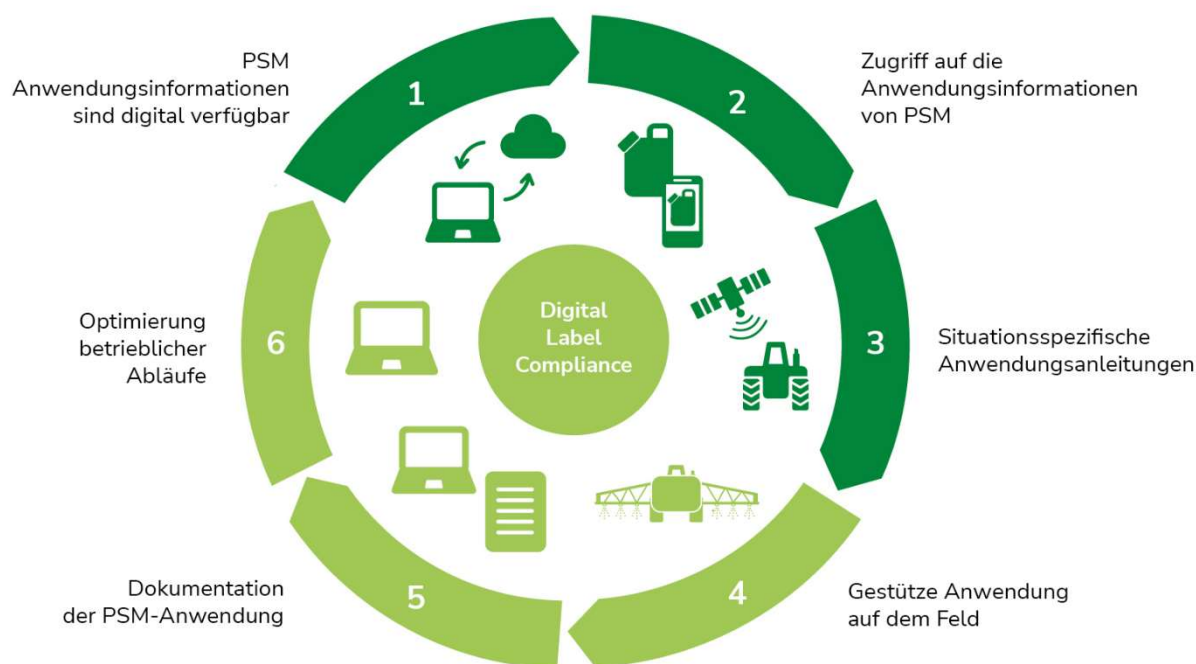 PSM
Anwendungsinformationen
sind digital verfügbar
1
2
Zugriff auf die
Anwendungsinformationen
von PSM
3
Situationsspezifische
Anwendungsanleitungen
4
Gestütze Anwendung
auf dem Feld
5
Dokumentation
der PSM-Anwendung
6
Optimierung
betrieblicher
Abläufe
Digital
Label
Compliance